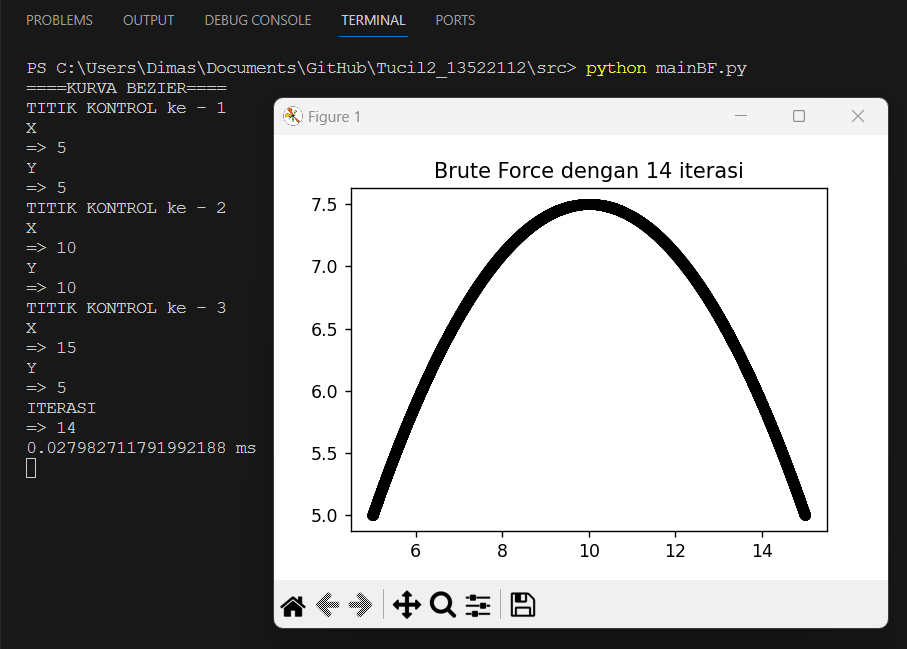 PROBLEMS OUTPUT DEBUG CONSOLE TERMINAL PORTS
PS C:\Users\Dimas\Documents\GitHub\Tucil2_13522112\src> python mainBF.py
====KURVA BEZIER====
TITIK KONTROL ke - 1
X
=> 5
Y
=> 5
TITIK KONTROL ke - 2
X
=> 10
Y
=> 10
TITIK KONTROL ke - 3
X
=> 15
Y
=> 5
ITERASI
=> 14
0.027982711791992188 ms
Figure 1
Brute Force dengan 14 iterasi
7.5
7.0
6.5
6.0
5.5
5.0
6 8 10 12 14